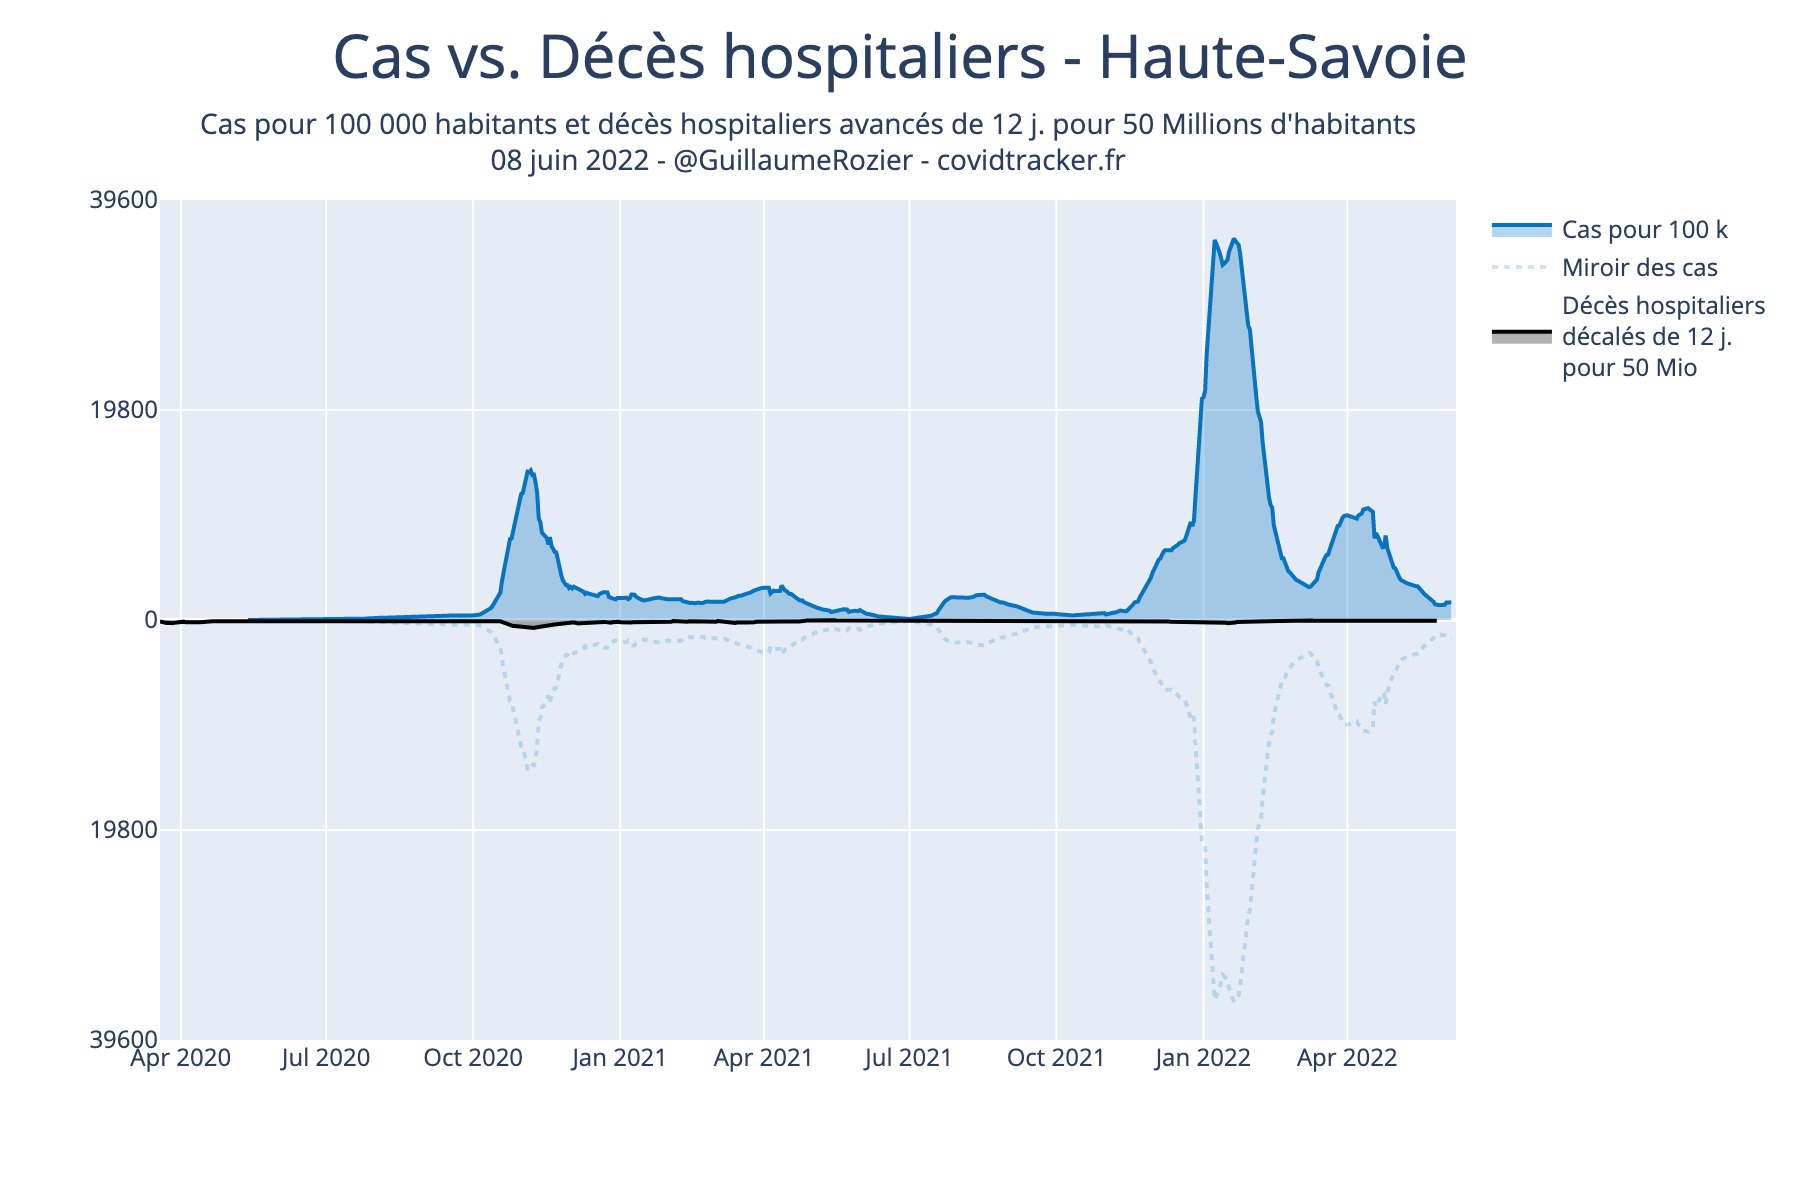 Cas vs. Décès hospitaliers - Haute-Savoie
Cas pour 100 000 habitants et décès hospitaliers avancés de 12 j. pour 50 Millions d'habitants
08 juin 2022 - @GuillaumeRozier - covidtracker.fr
39600
19800
0
19800
39600
Apr 2020
Jul 2020
Oct 2020
Jan 2021
Apr 2021
Jul 2021
Oct 2021
Jan 2022
Apr 2022
Cas pour 100 k
Miroir des cas
Décès hospitaliers
décalés de 12 j.
pour 50 Mio